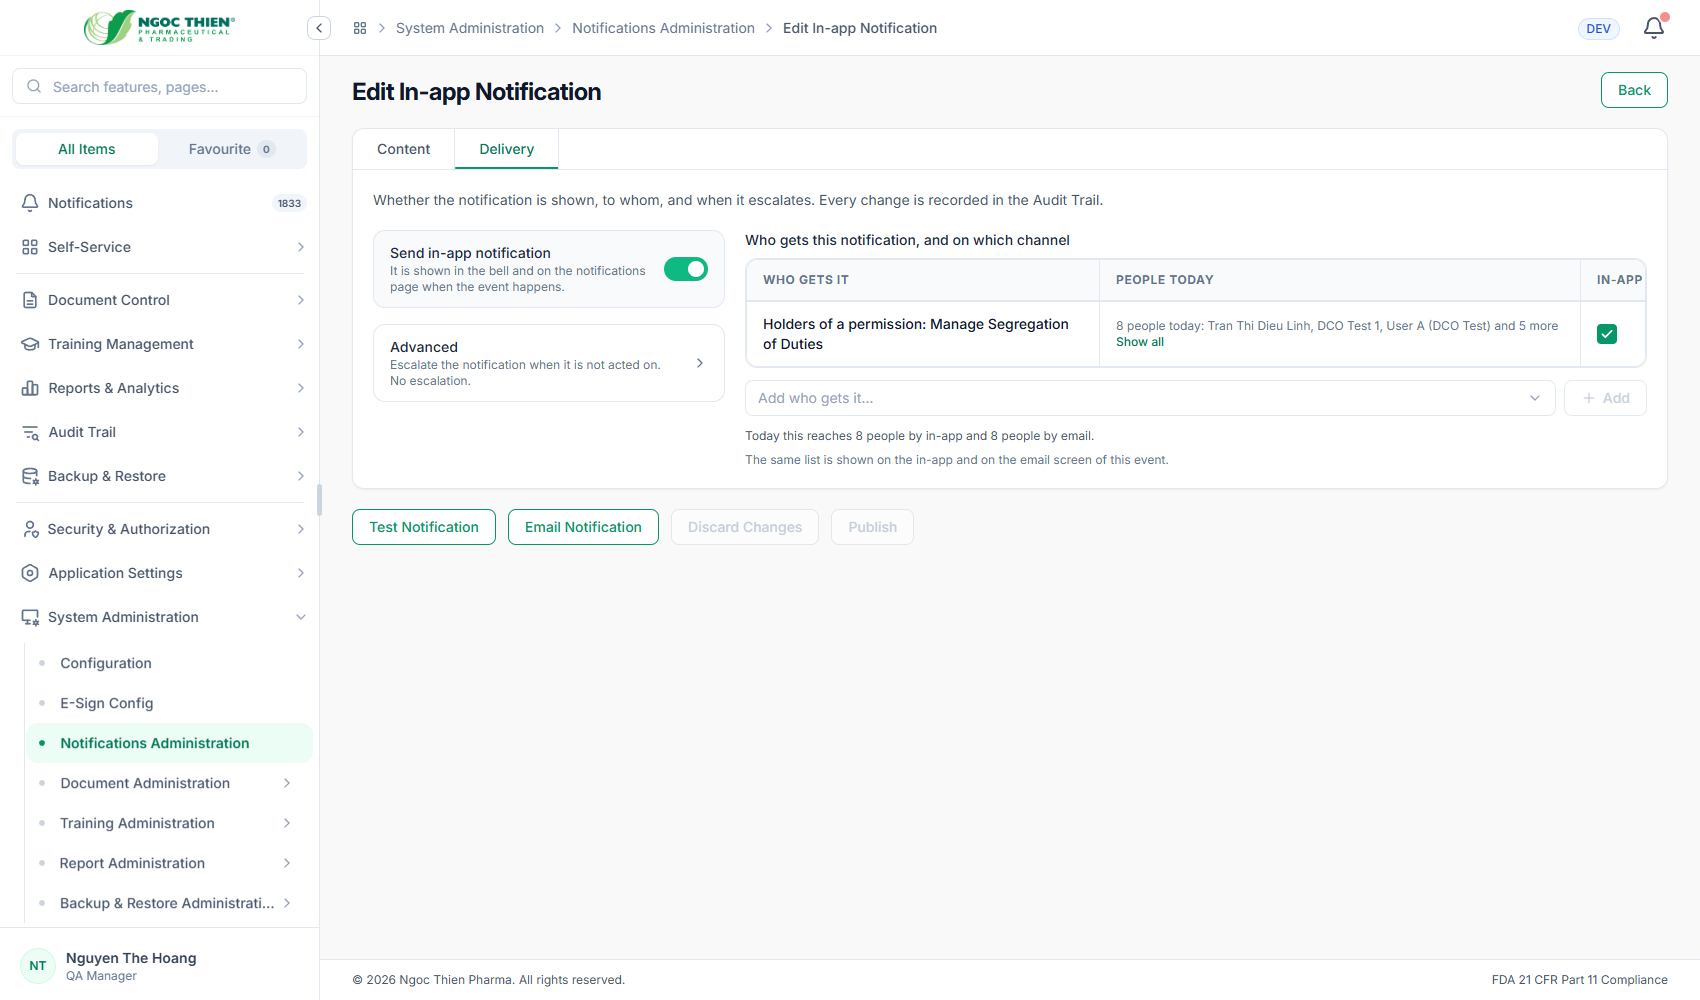 NGOC THIEN®
PHARMACEUTICAL
& TRADING
System Administration
Notifications Administration
Edit In-app Notification
DEV
Search features, pages...
Edit In-app Notification
Back
All Items
Favourite 0
Content
Delivery
Notifications
1833
Self-Service
Document Control
Training Management
Reports & Analytics
Audit Trail
Backup & Restore
Security & Authorization
Application Settings
System Administration
Configuration
E-Sign Config
Notifications Administration
Document Administration
Training Administration
Report Administration
Backup & Restore Administrati...
NT
Nguyen The Hoang
QA Manager
Whether the notification is shown, to whom, and when it escalates. Every change is recorded in the Audit Trail.
Send in-app notification
It is shown in the bell and on the notifications
page when the event happens.
Advanced
Escalate the notification when it is not acted on.
No escalation.
Who gets this notification, and on which channel
WHO GETS IT
PEOPLE TODAY
IN-APP
Holders of a permission: Manage Segregation
of Duties
8 people today: Tran Thi Dieu Linh, DCO Test 1, User A (DCO Test) and 5 more
Show all
Add who gets it...
+ Add
Today this reaches 8 people by in-app and 8 people by email.
The same list is shown on the in-app and on the email screen of this event.
Test Notification
Email Notification
Discard Changes
Publish
© 2026 Ngoc Thien Pharma. All rights reserved.
FDA 21 CFR Part 11 Compliance